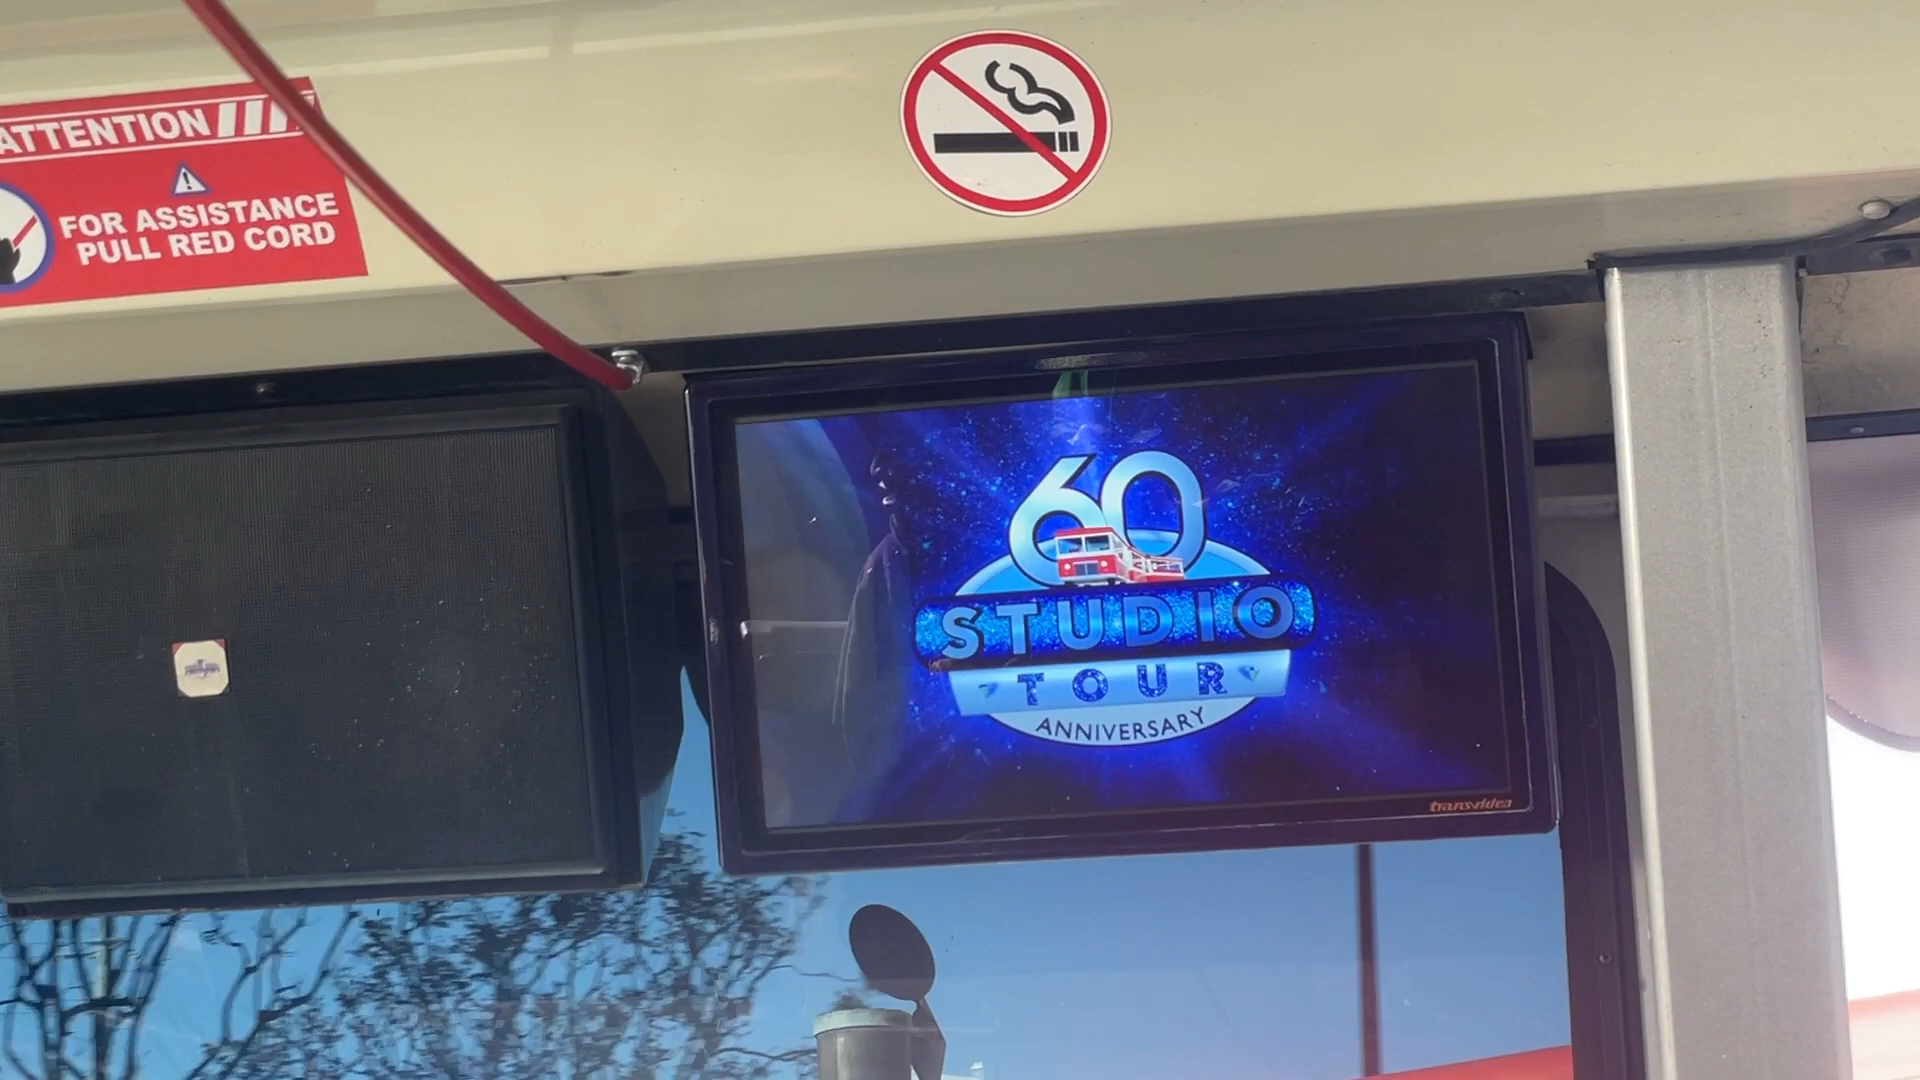 ATTENTION
FOR ASSISTANCE
PULL RED CORD
60
STUDIO
TOUR
ANNIVERSARY
transvideo